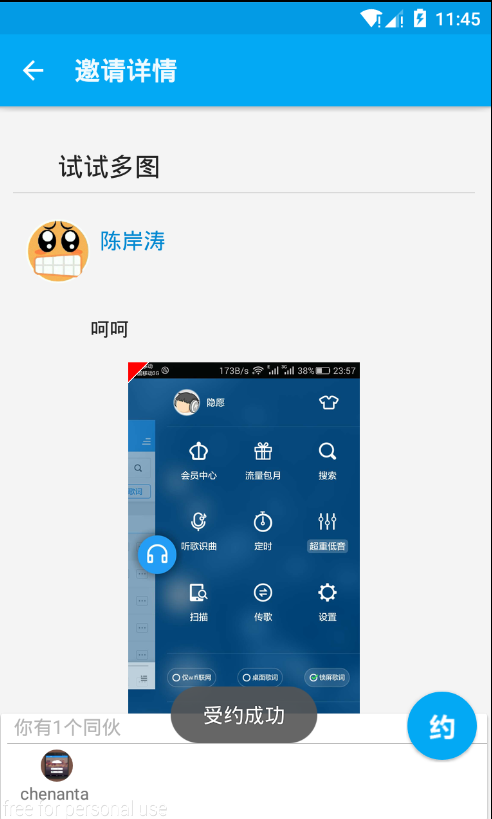 11:45
邀请详情
试试多图
陈岸涛
呵呵
173B/s 38% 23:57
隐愿
会员中心 流量包月 搜索
歌词
听歌识曲 定时 超重低音
扫描 传歌 设置
仅wifi联网 桌面歌词 锁屏歌词
受约成功
约
你有1个同伙
chenanta
free for personal use